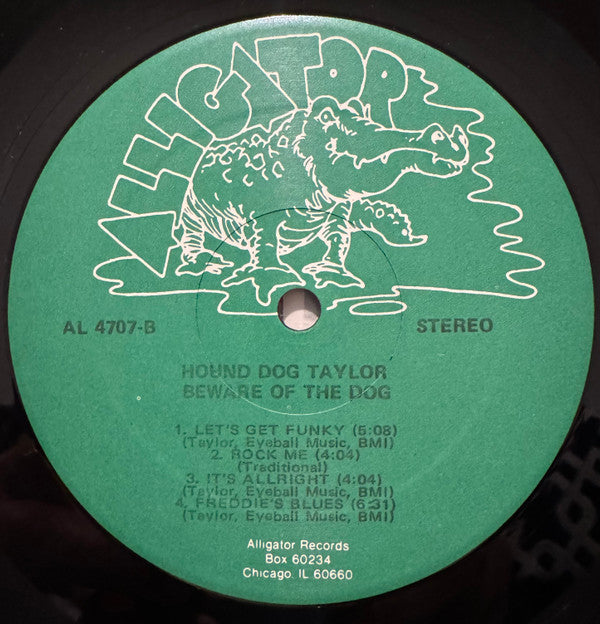 ALLIGATOR
AL 4707-B
STEREO
HOUND DOG TAYLOR
BEWARE OF THE DOG
1. LET'S GET FUNKY (5:08)
(Taylor, Eyeball Music, BMI)
2. ROCK ME (4:04)
(Traditional)
3. IT'S ALLRIGHT (4:04)
(Taylor, Eyeball Music, BMI)
4. FREDDIE'S BLUES (6:31)
(Taylor, Eyeball Music, BMI)
Alligator Records
Box 60234
Chicago, IL 60660